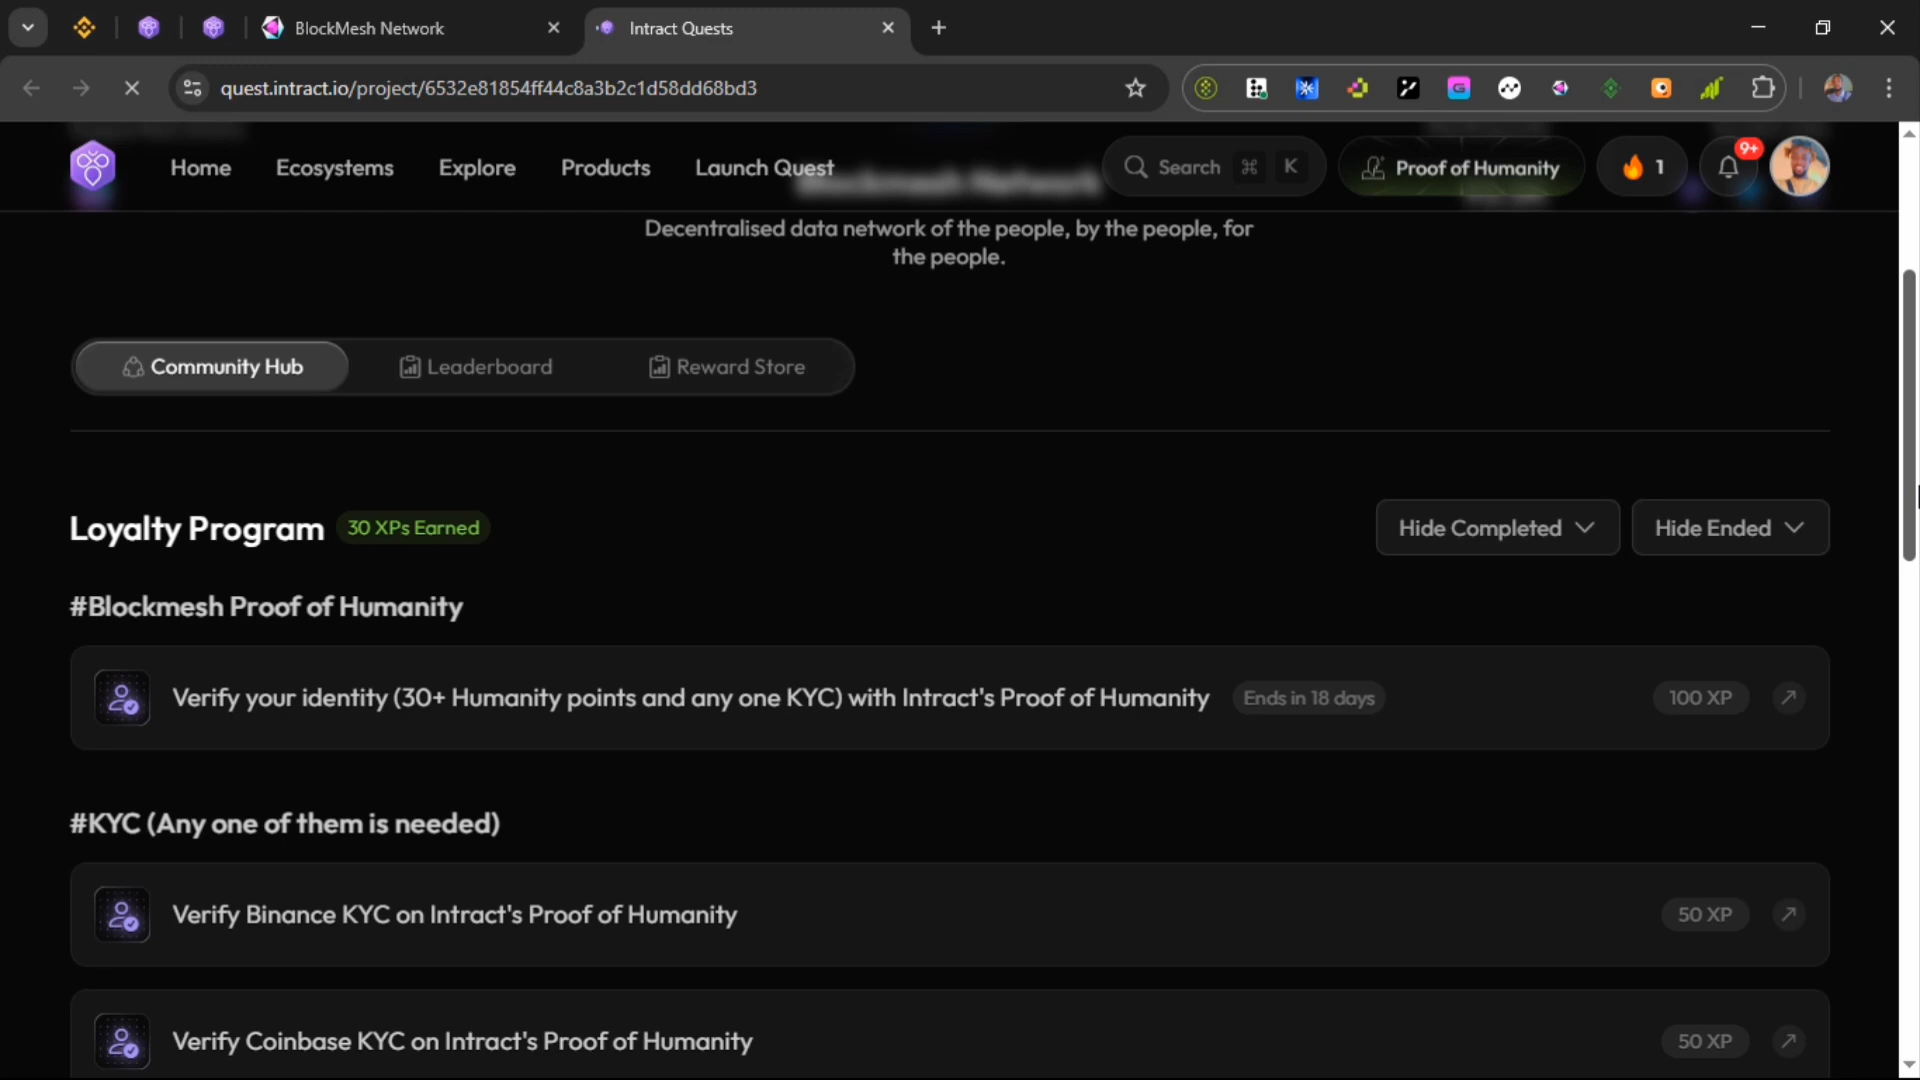 BlockMesh Network
Intract Quests
quest.intract.io/project/6532e81854ff44c8a3b2c1d58dd68bd3
Home
Ecosystems
Explore
Products
Launch Quest
Search ⌘ K
Proof of Humanity
1
9+
Blockmesh Network
Decentralised data network of the people, by the people, for
the people.
Community Hub
Leaderboard
Reward Store
Loyalty Program
30 XPs Earned
Hide Completed
Hide Ended
#Blockmesh Proof of Humanity
Verify your identity (30+ Humanity points and any one KYC) with Intract's Proof of Humanity
Ends in 18 days
100 XP
#KYC (Any one of them is needed)
Verify Binance KYC on Intract's Proof of Humanity
50 XP
Verify Coinbase KYC on Intract's Proof of Humanity
50 XP